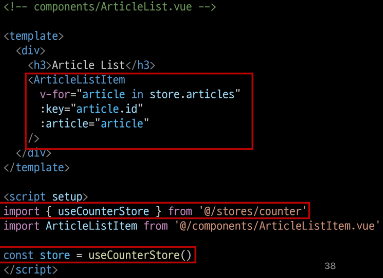 <!-- components/ArticleList.vue -->
<template>
<div>
<h3>Article List</h3>
<ArticleListItem
v-for="article in store.articles"
:key="article.id"
:article="article"
/>
</div>
</template>
<script setup>
import { useCounterStore } from '@/stores/counter'
import ArticleListItem from '@/components/ArticleListItem.vue'
const store = useCounterStore()
</script>
38